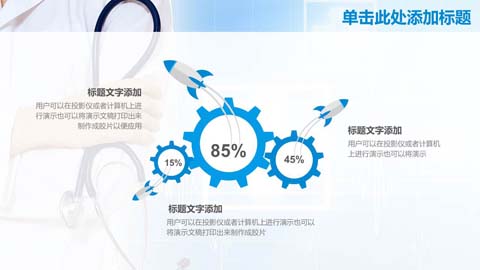 单击此处添加标题
标题文字添加
用户可以在投影仪或者计算机上进
行演示也可以将演示文稿打印出来
制作成胶片以便应用
15%
85%
45%
标题文字添加
用户可以在投影仪或者计算机
上进行演示也可以将演示
标题文字添加
用户可以在投影仪或者计算机上进行演示也可以
将演示文稿打印出来制作成胶片